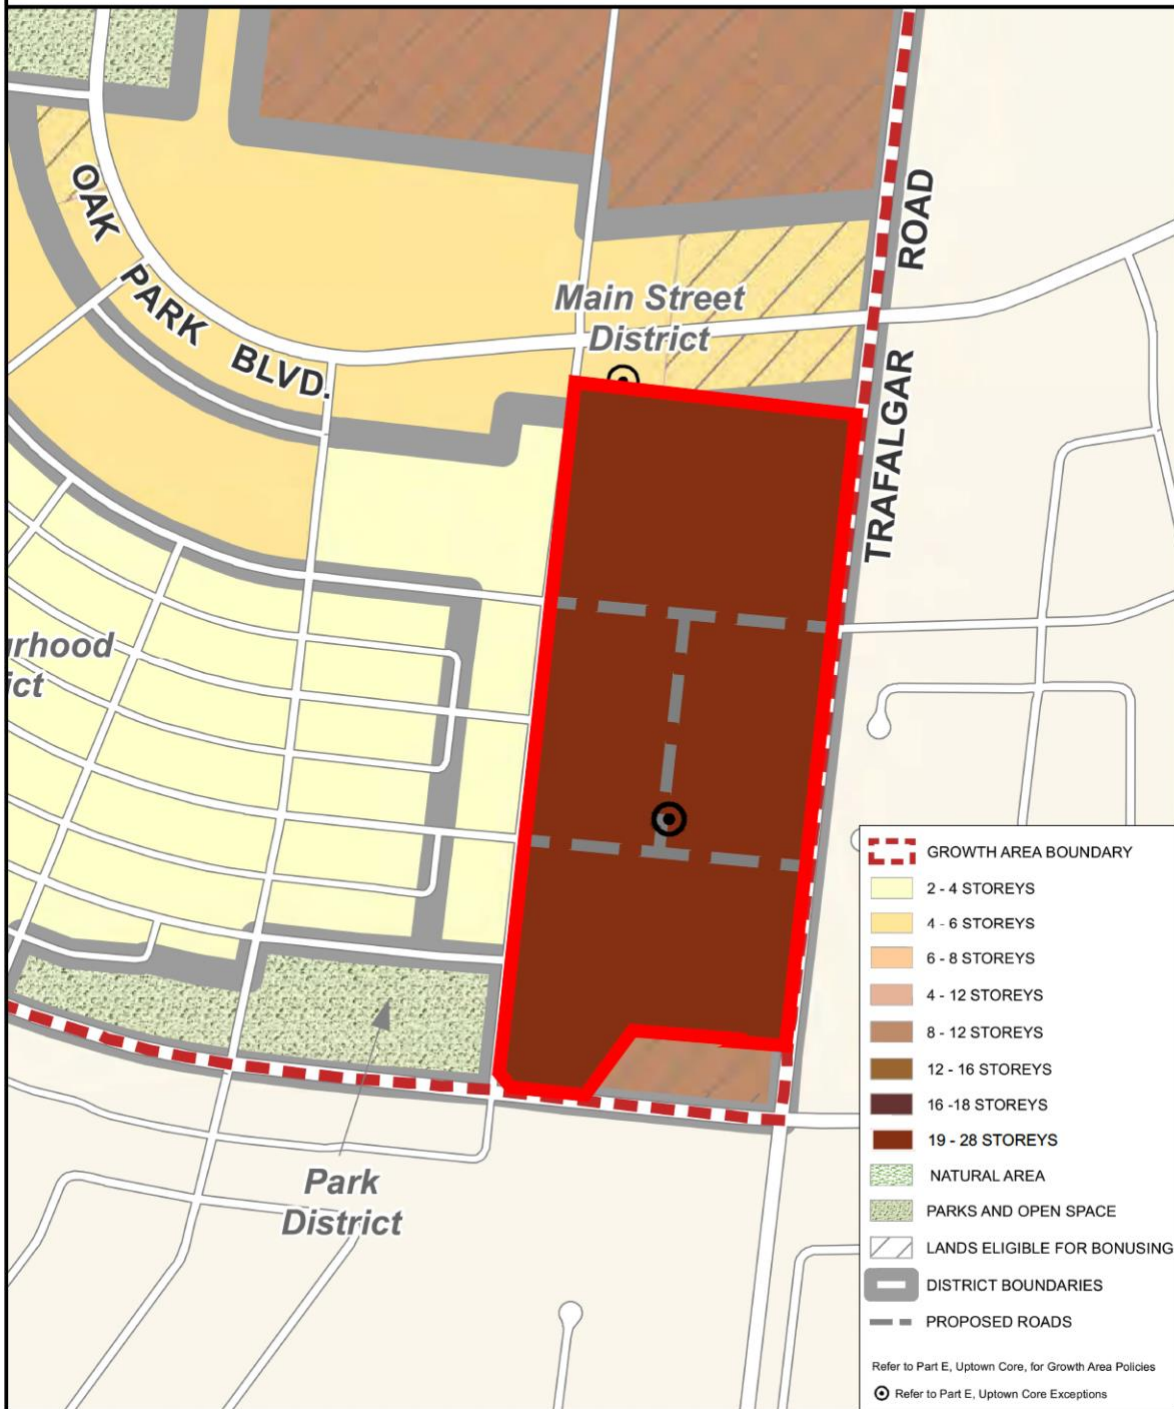 OAK PARK BLVD.
ROAD
Main Street
District
TRAFALGAR
urhood
ict
Park
District
GROWTH AREA BOUNDARY
2 - 4 STOREYS
4 - 6 STOREYS
6 - 8 STOREYS
4 - 12 STOREYS
8 - 12 STOREYS
12 - 16 STOREYS
16 -18 STOREYS
19 - 28 STOREYS
NATURAL AREA
PARKS AND OPEN SPACE
LANDS ELIGIBLE FOR BONUSING
DISTRICT BOUNDARIES
PROPOSED ROADS
Refer to Part E, Uptown Core, for Growth Area Policies
Refer to Part E, Uptown Core Exceptions